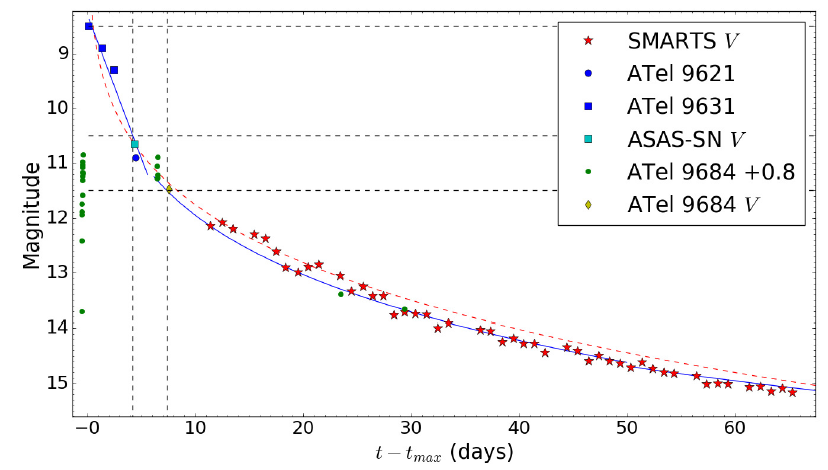 9
10
11
12
13
14
15
Magnitude
SMARTS V
ATel 9621
ATel 9631
ASAS-SN V
ATel 9684 +0.8
ATel 9684 V
−0 10 20 30 40 50 60
t − t_max (days)